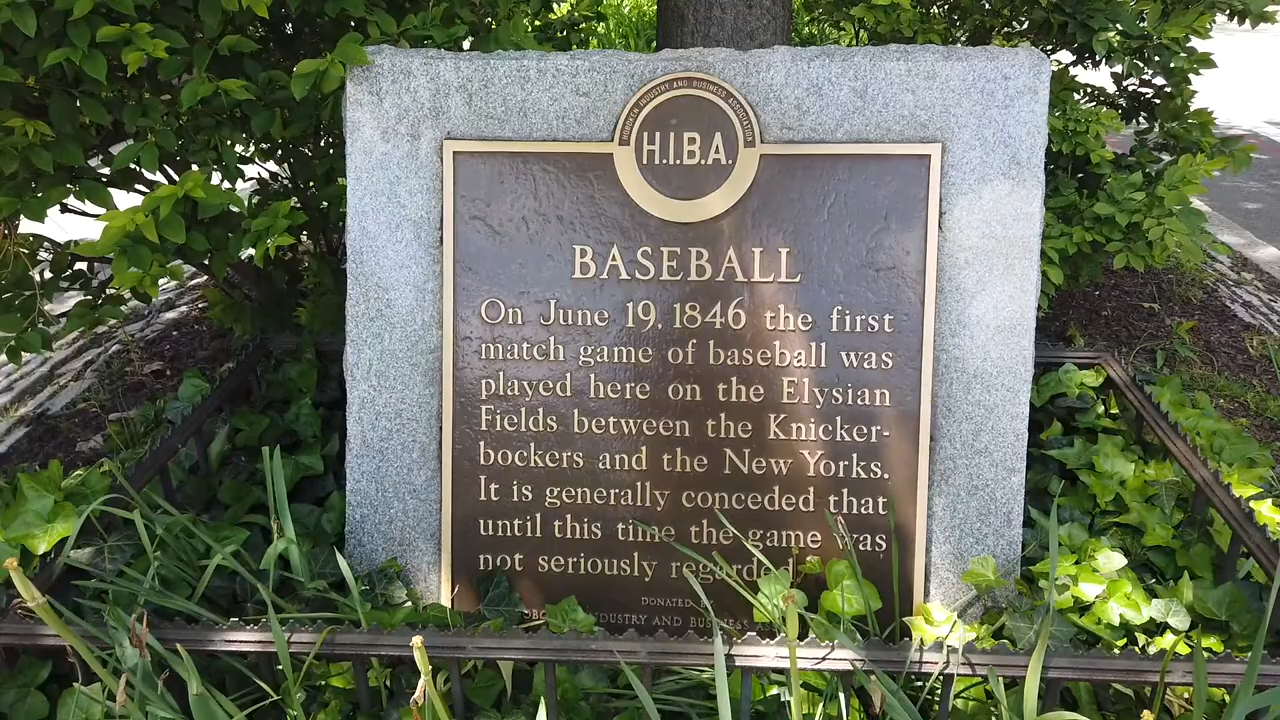 HOBOKEN INDUSTRY AND BUSINESS ASSOCIATION
H.I.B.A.
BASEBALL
On June 19, 1846 the first
match game of baseball was
played here on the Elysian
Fields between the Knicker-
bockers and the New Yorks.
It is generally conceded that
until this time the game was
not seriously regarded.
DONATED
INDUSTRY AND BUSINESS